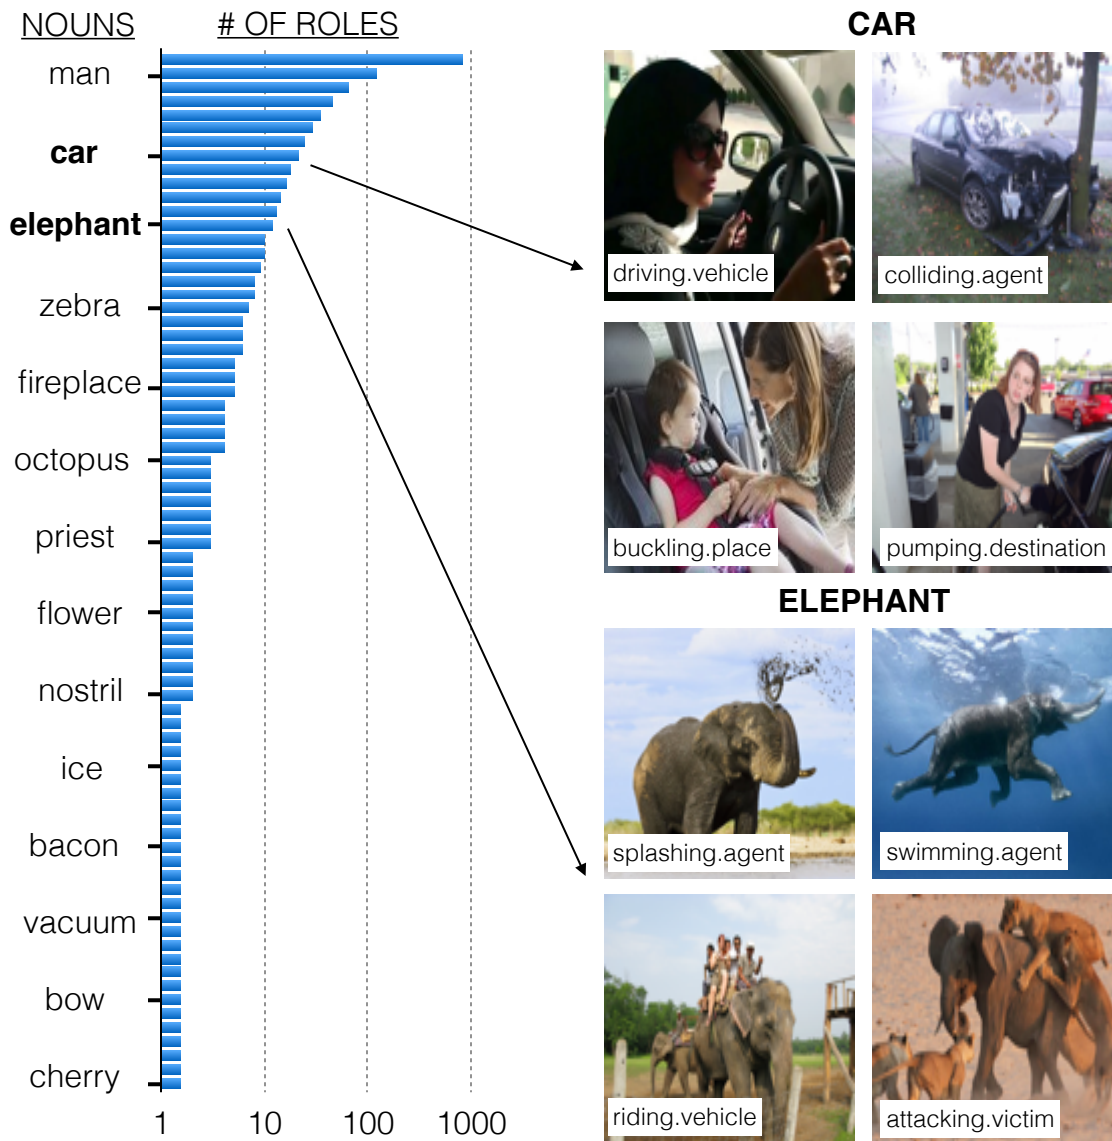 NOUNS
# OF ROLES
man
car
elephant
zebra
fireplace
octopus
priest
flower
nostril
ice
bacon
vacuum
bow
cherry
1 10 100 1000
CAR
driving.vehicle
colliding.agent
buckling.place
pumping.destination
ELEPHANT
splashing.agent
swimming.agent
riding.vehicle
attacking.victim